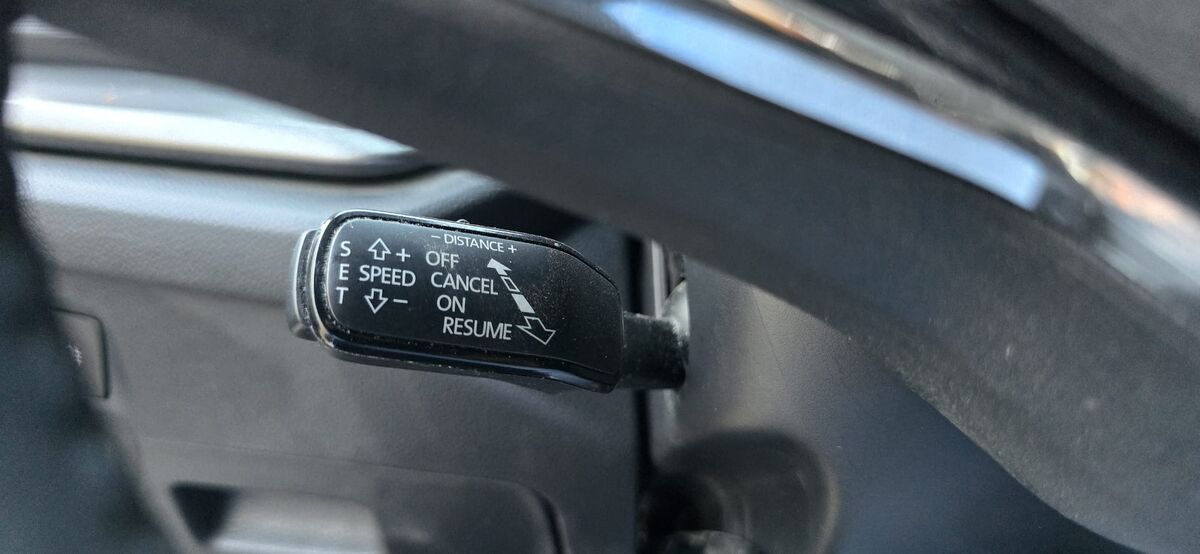 - DISTANCE +
S
E
T
+
SPEED
-
OFF
CANCEL
ON
RESUME